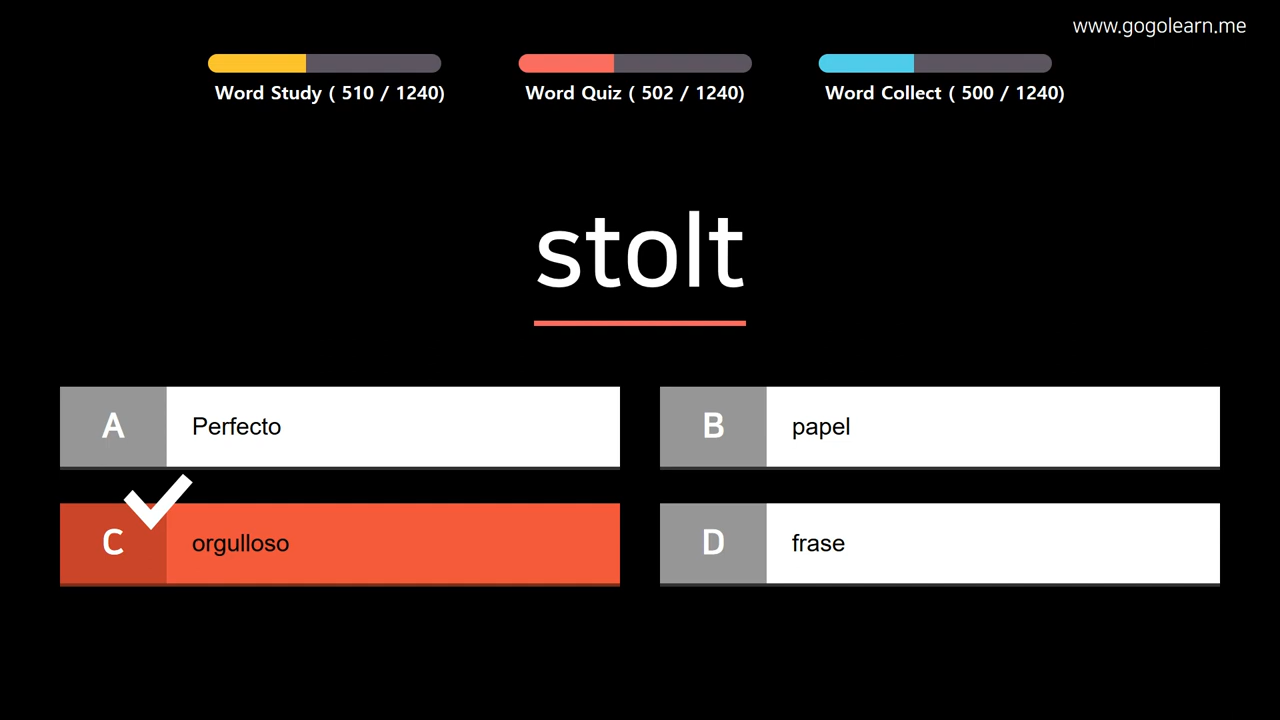 www.gogolearn.me
Word Study ( 510 / 1240)
Word Quiz ( 502 / 1240)
Word Collect ( 500 / 1240)
stolt
A Perfecto
B papel
C orgulloso
D frase